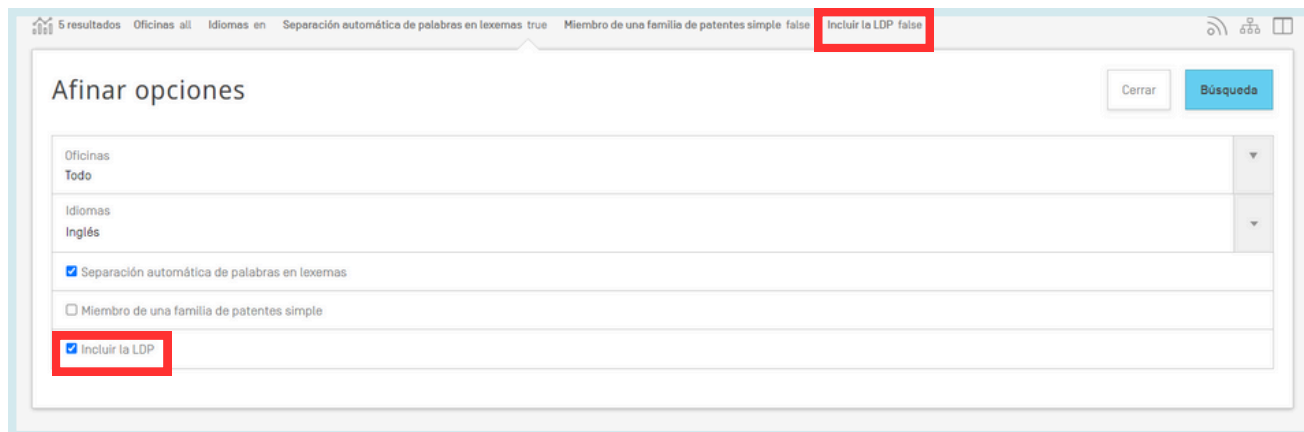 5 resultados Oficinas all Idiomas en Separación automática de palabras en lexemas true Miembro de una familia de patentes simple false Incluir la LDP false
Afinar opciones
Cerrar
Búsqueda
Oficinas
Todo
Idiomas
Inglés
Separación automática de palabras en lexemas
Miembro de una familia de patentes simple
Incluir la LDP